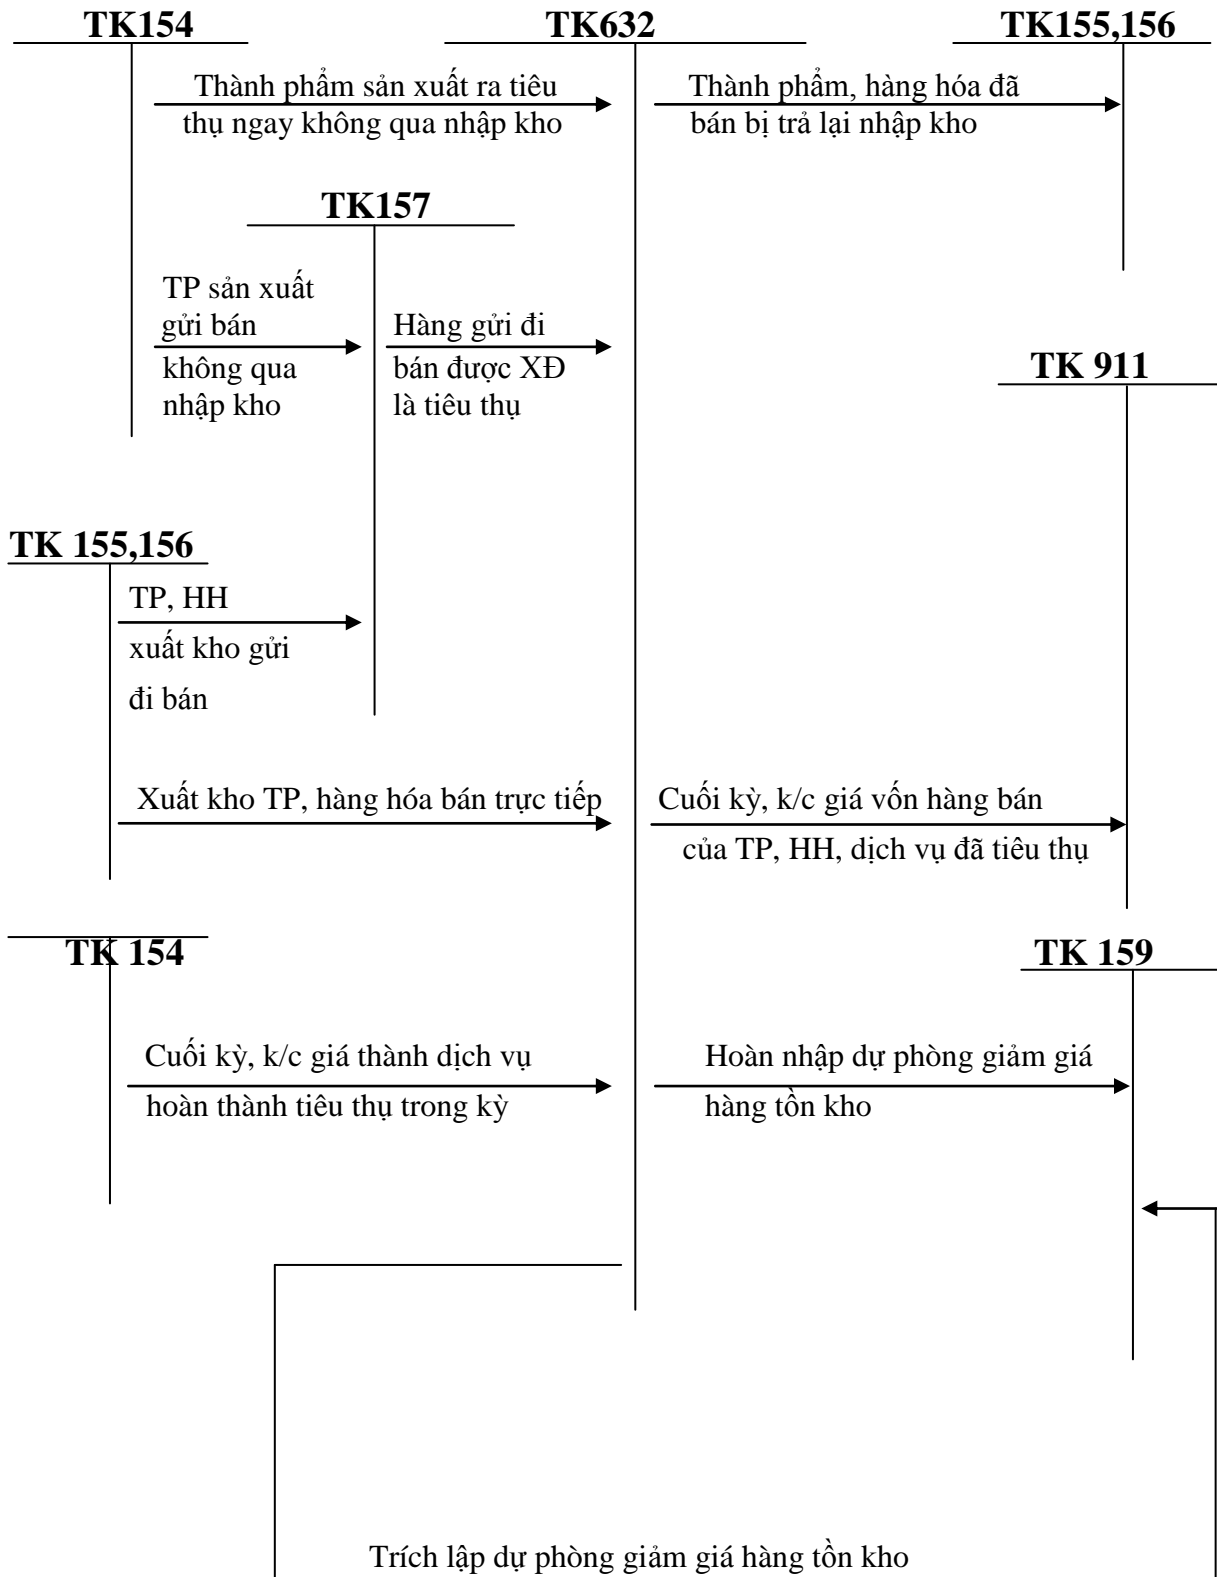 TK154
TK632
TK155,156
Thành phẩm sản xuất ra tiêu
thụ ngay không qua nhập kho
Thành phẩm, hàng hóa đã
bán bị trả lại nhập kho
TK157
TP sản xuất
gửi bán
không qua
nhập kho
Hàng gửi đi
bán được XĐ
là tiêu thụ
TK 911
TK 155,156
TP, HH
xuất kho gửi
đi bán
Xuất kho TP, hàng hóa bán trực tiếp
Cuối kỳ, k/c giá vốn hàng bán
của TP, HH, dịch vụ đã tiêu thụ
TK 154
TK 159
Cuối kỳ, k/c giá thành dịch vụ
hoàn thành tiêu thụ trong kỳ
Hoàn nhập dự phòng giảm giá
hàng tồn kho
Trích lập dự phòng giảm giá hàng tồn kho